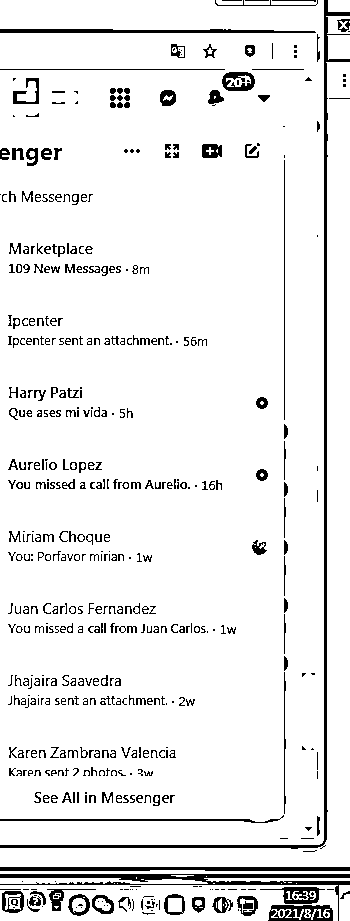 20+
enger
rch Messenger
Marketplace
109 New Messages · 8m
Ipcenter
Ipcenter sent an attachment. · 56m
Harry Patzi
Que ases mi vida · 5h
Aurelio Lopez
You missed a call from Aurelio. · 16h
Miriam Choque
You: Porfavor mirian · 1w
Juan Carlos Fernandez
You missed a call from Juan Carlos. · 1w
Jhajaira Saavedra
Jhajaira sent an attachment. · 2w
Karen Zambrana Valencia
Karen sent 2 photos. · 3w
See All in Messenger
16:39
2021/8/16